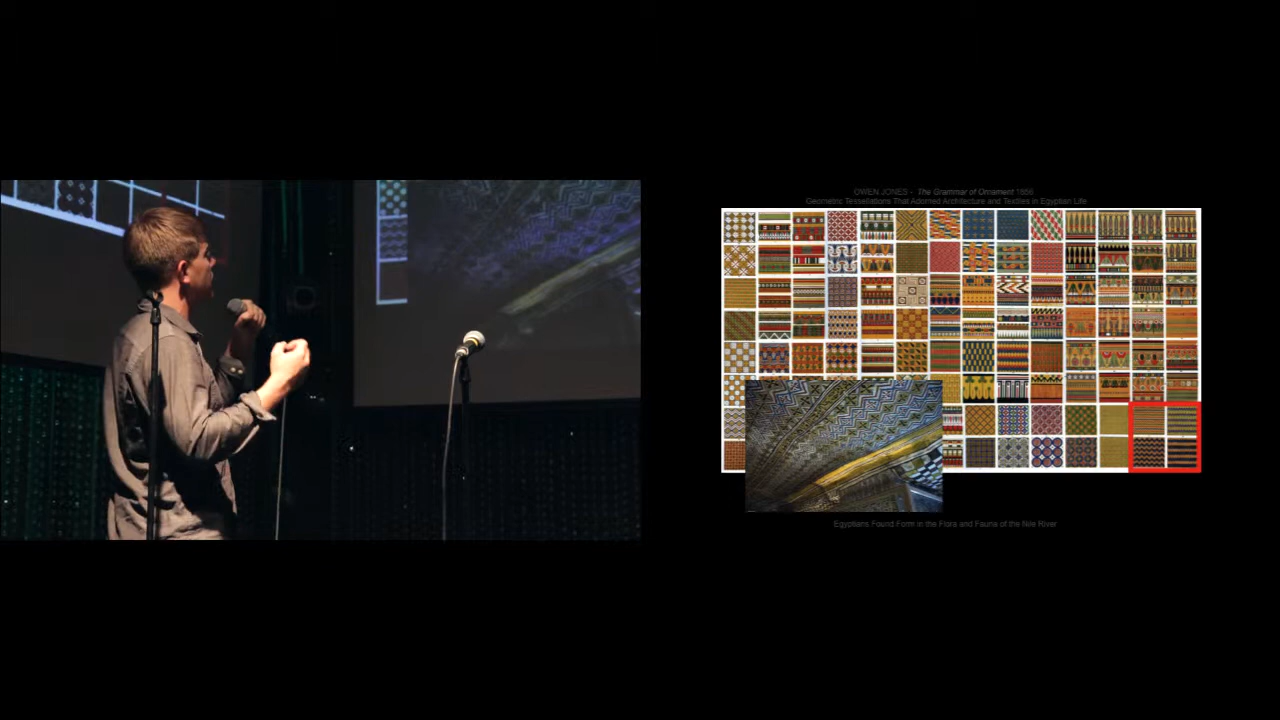 OWEN JONES - The Grammar of Ornament 1856
Geometric Tessellations That Adorned Architecture and Textiles in Egyptian Life
Egyptians Found Form in the Flora and Fauna of the Nile River